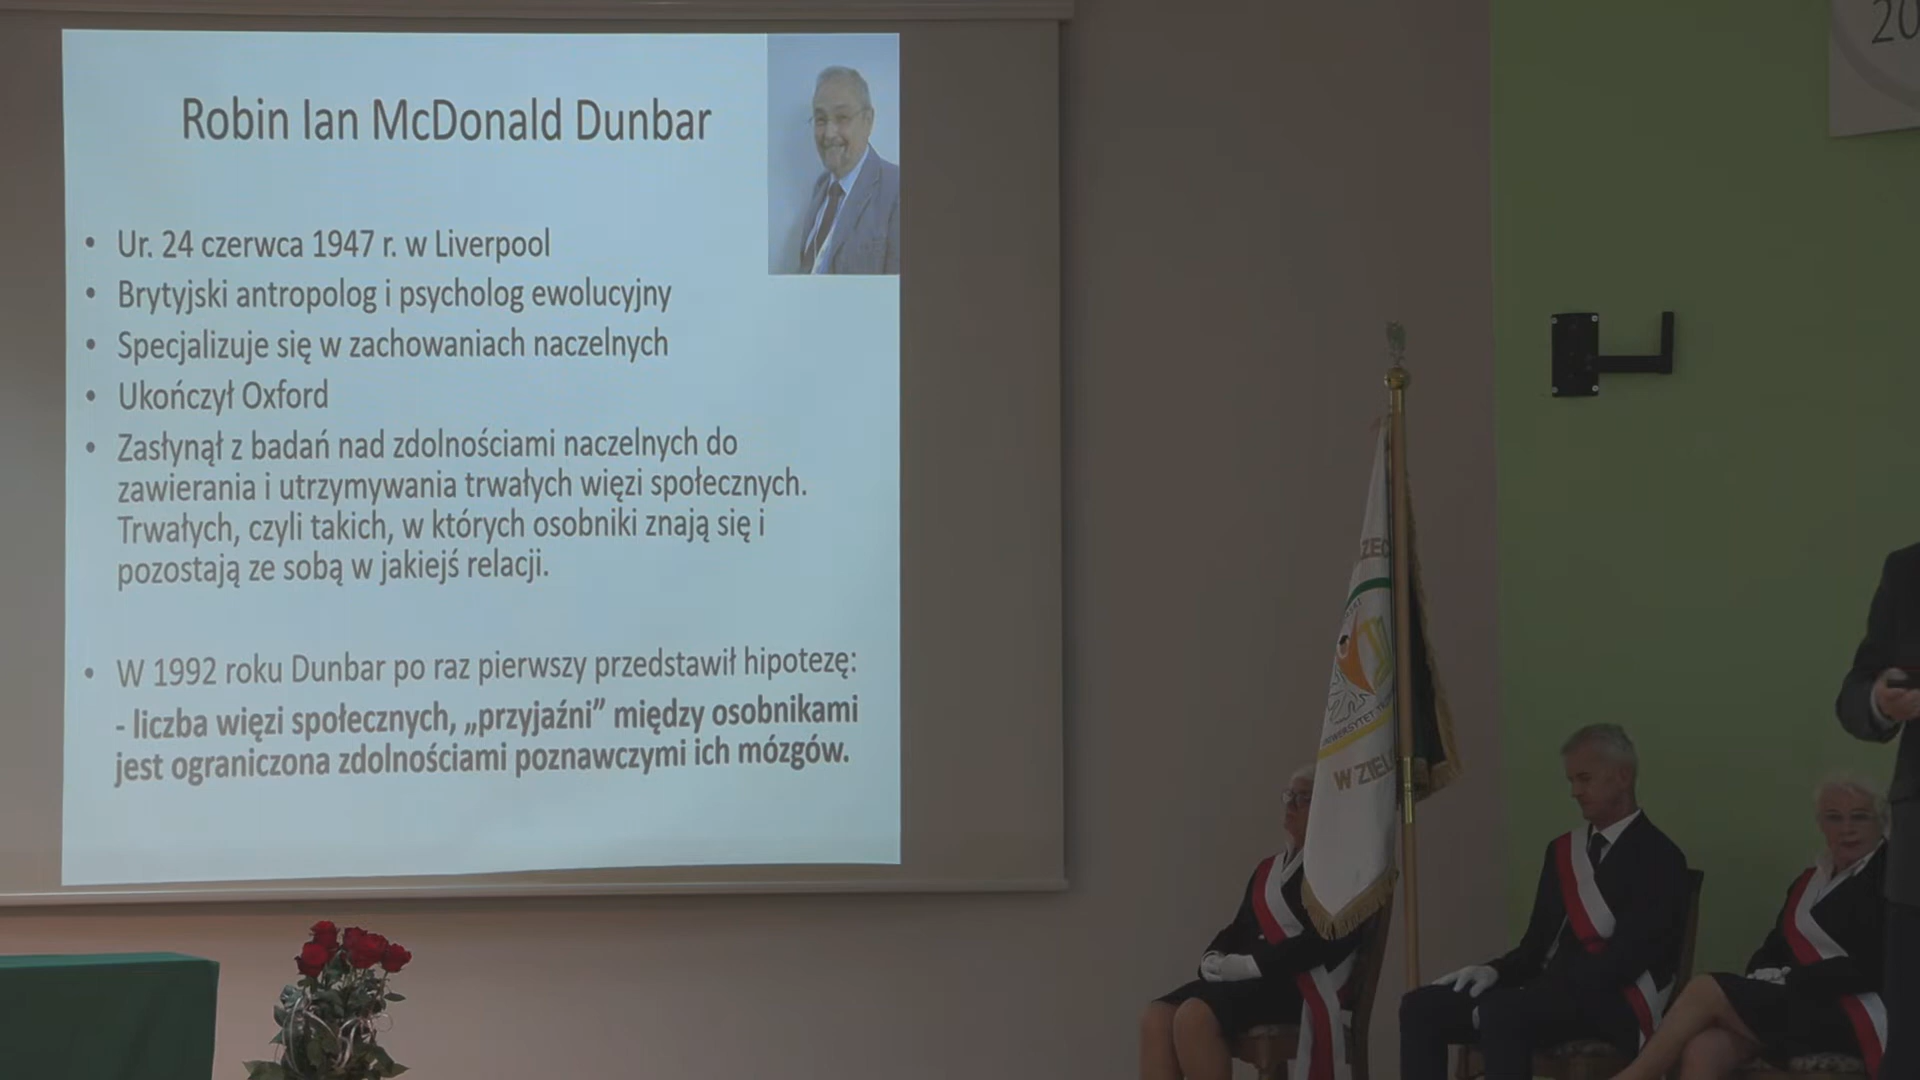 Robin Ian McDonald Dunbar
• Ur. 24 czerwca 1947 r. w Liverpool
• Brytyjski antropolog i psycholog ewolucyjny
• Specjalizuje się w zachowaniach naczelnych
• Ukończył Oxford
• Zasłynął z badań nad zdolnościami naczelnych do
zawierania i utrzymywania trwałych więzi społecznych.
Trwałych, czyli takich, w których osobniki znają się i
pozostają ze sobą w jakiejś relacji.
• W 1992 roku Dunbar po raz pierwszy przedstawił hipotezę:
- liczba więzi społecznych, „przyjaźni” między osobnikami
jest ograniczona zdolnościami poznawczymi ich mózgów.
20
W ZIEL